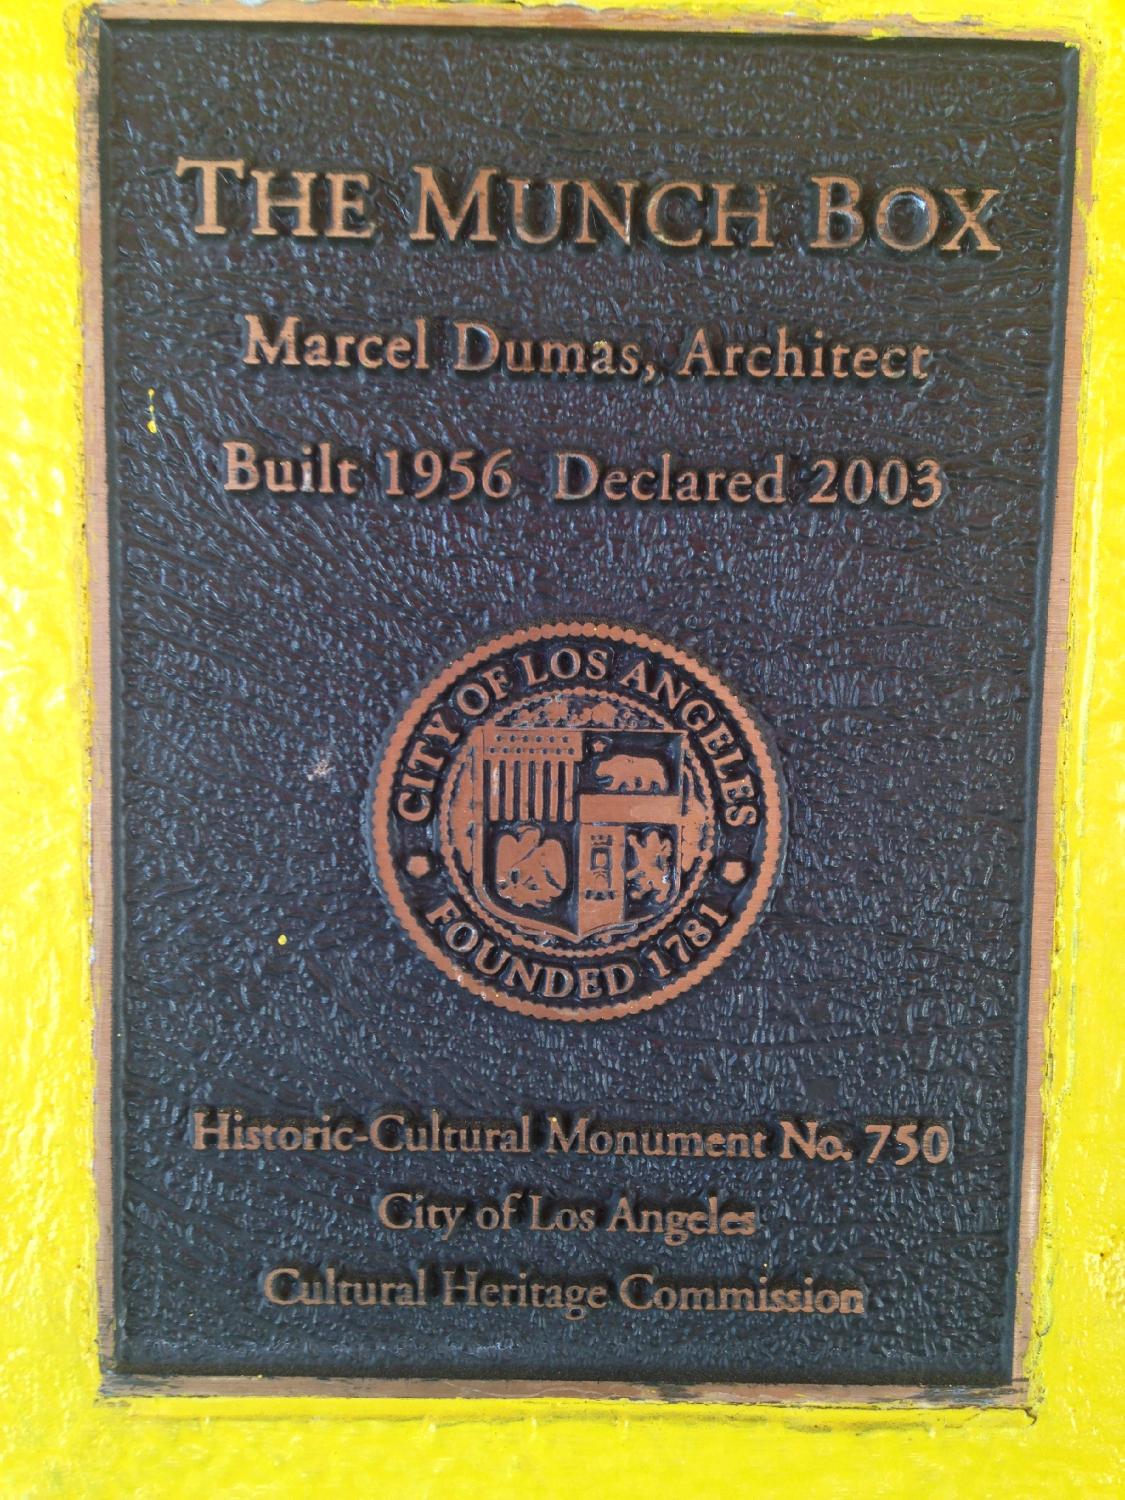 THE MUNCH BOX
Marcel Dumas, Architect
Built 1956 Declared 2003
CITY OF LOS ANGELES
FOUNDED 1781
Historic-Cultural Monument No. 750
City of Los Angeles
Cultural Heritage Commission